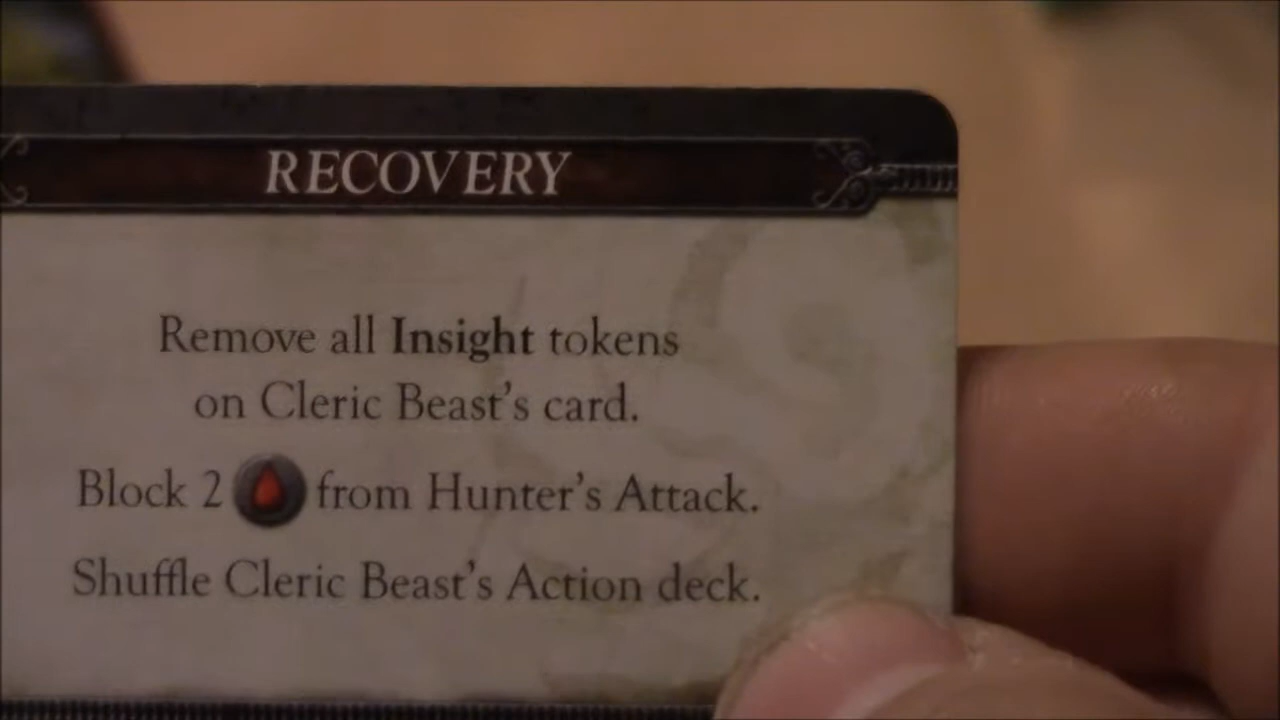 RECOVERY
Remove all Insight tokens
on Cleric Beast's card.
Block 2 from Hunter's Attack.
Shuffle Cleric Beast's Action deck.